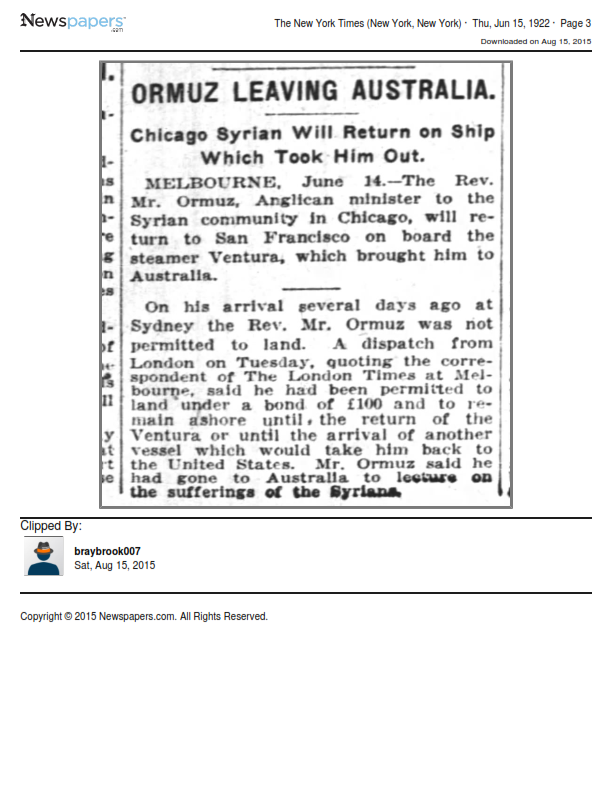 Newspapers
.com
The New York Times (New York, New York) · Thu, Jun 15, 1922 · Page 3
Downloaded on Aug 15, 2015
ORMUZ LEAVING AUSTRALIA.
Chicago Syrian Will Return on Ship
Which Took Him Out.
MELBOURNE, June 14.—The Rev.
Mr. Ormuz, Anglican minister to the
Syrian community in Chicago, will re-
turn to San Francisco on board the
steamer Ventura, which brought him to
Australia.
On his arrival several days ago at
Sydney the Rev. Mr. Ormuz was not
permitted to land. A dispatch from
London on Tuesday, quoting the corre-
spondent of The London Times at Mel-
bourne, said he had been permitted to
land under a bond of £100 and to re-
main ashore until the return of the
Ventura or until the arrival of another
vessel which would take him back to
the United States. Mr. Ormuz said he
had gone to Australia to lecture on
the sufferings of the Syrians.
Clipped By:
braybrook007
Sat, Aug 15, 2015
Copyright © 2015 Newspapers.com. All Rights Reserved.